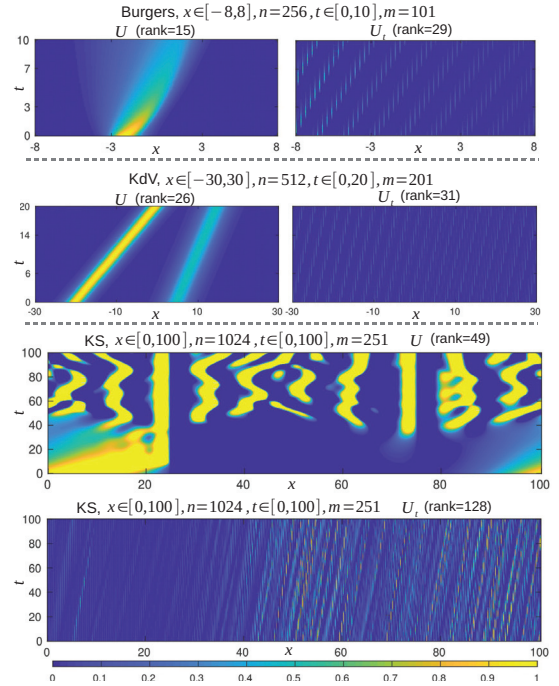 Burgers, x∈[−8,8], n=256, t∈[0,10], m=101
U (rank=15) U_t (rank=29)
10
7
t
3
0
-8 -3 3 8
x
-8 -3 3 8
x
KdV, x∈[-30,30], n=512, t∈[0,20], m=201
U (rank=26) U_t (rank=31)
20
14
t
6
0
-30 -10 10 30
x
-30 -10 10 30
x
KS, x∈[0,100], n=1024, t∈[0,100], m=251 U (rank=49)
100
80
60
t
40
20
0
0 20 40 60 80 100
x
KS, x∈[0,100], n=1024, t∈[0,100], m=251 U_t (rank=128)
100
80
60
t
40
20
0
0 20 40 60 80 100
x
0 0.1 0.2 0.3 0.4 0.5 0.6 0.7 0.8 0.9 1